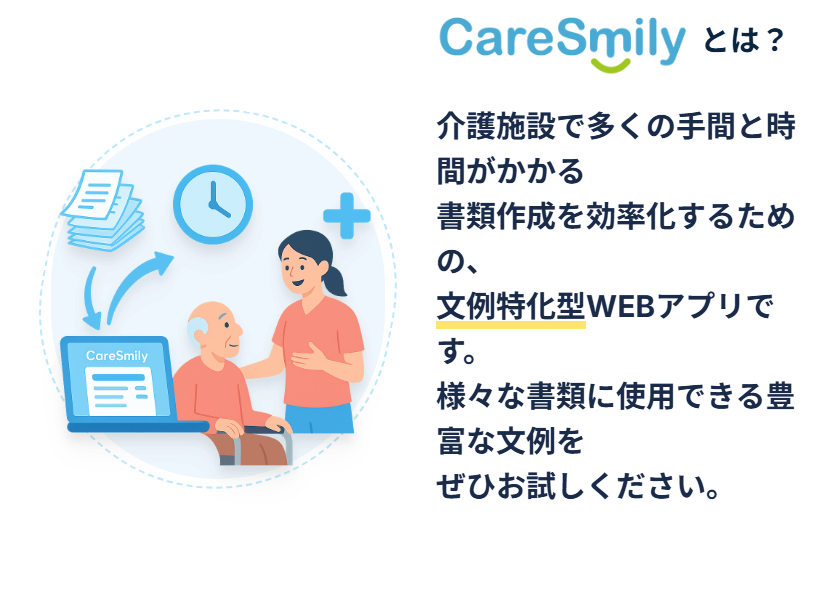 CareSmily とは？
介護施設で多くの手間と時
間がかかる
書類作成を効率化するため
の、
文例特化型WEBアプリで
す。
様々な書類に使用できる豊
富な文例を
ぜひお試しください。
CareSmily